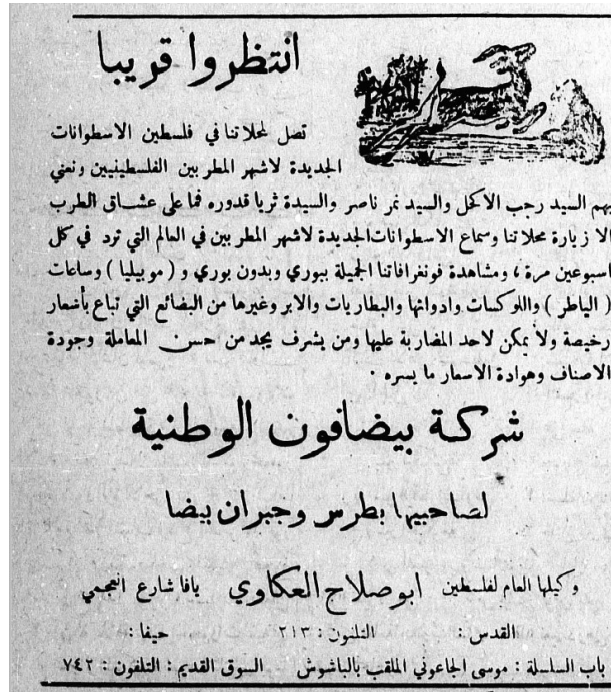 انتظروا قريبا
تصل لمحلاتنا في فلسطين الاسطوانات
الجديدة لاشهر المطربين الفلسطينيين ونعني
بهم السيد رجب الاكحل والسيد نمر ناصر والسيدة ثريا قدوره فما على عشاق الطرب
الا زيارة محلاتنا وسماع الاسطوانات الجديدة لاشهر المطربين في العالم التي ترد في كل
اسبوعين مرة ، ومشاهدة فونغرافاتنا الجميلة ببوري وبدون بوري و ( موبيليا ) وساعات
( الياطر ) واللوكسات وادواتها والبطاريات والابر وغيرها من البضائع التي تباع بأسعار
رخيصة ولا يمكن لاحد المضاربة عليها ومن يشرف يجد من حسن المعاملة وجودة
الاصناف وهوادة الاسعار ما يسره .
شركة بيضافون الوطنية
لصاحبيها بطرس وجبران بيضا
وكيلها العام لفلسطين ابو صلاح العكاوي يافا شارع العجمي
القدس : التلفون : ٢١٣ حيفا :
باب السلسلة : موسى الجاعوني الملقب بالباشوش السوق القديم : التلفون : ٧٤٢